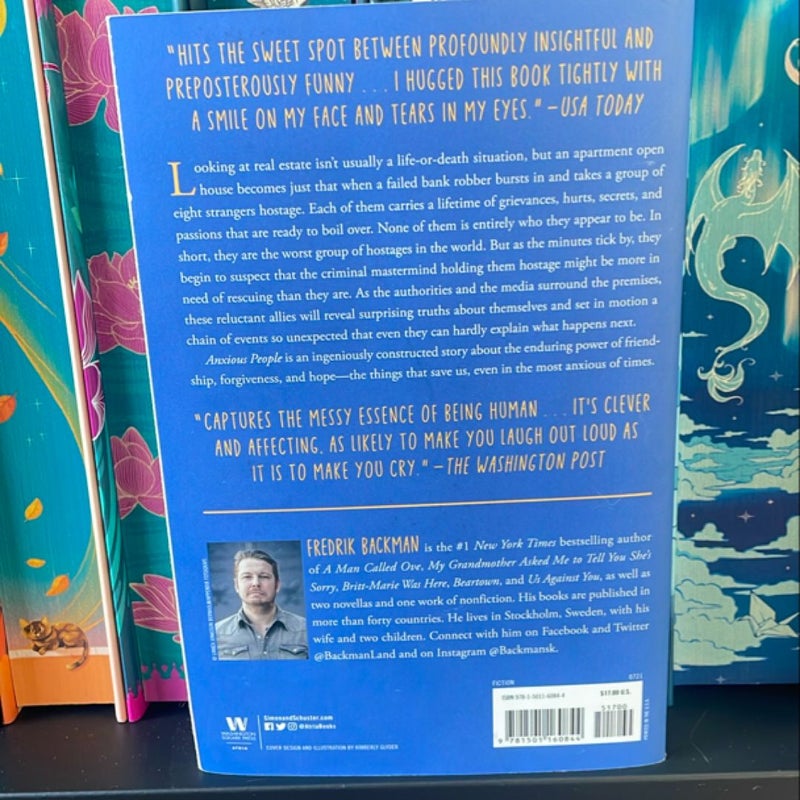 "HITS THE SWEET SPOT BETWEEN PROFOUNDLY INSIGHTFUL AND
PREPOSTEROUSLY FUNNY ... I HUGGED THIS BOOK TIGHTLY WITH
A SMILE ON MY FACE AND TEARS IN MY EYES." —USA TODAY
Looking at real estate isn't usually a life-or-death situation, but an apartment open
house becomes just that when a failed bank robber bursts in and takes a group of
eight strangers hostage. Each of them carries a lifetime of grievances, hurts, secrets, and
passions that are ready to boil over. None of them is entirely who they appear to be. In
short, they are the worst group of hostages in the world. But as the minutes tick by, they
begin to suspect that the criminal mastermind holding them hostage might be more in
need of rescuing than they are. As the authorities and the media surround the premises,
these reluctant allies will reveal surprising truths about themselves and set in motion a
chain of events so unexpected that even they can hardly explain what happens next.
Anxious People is an ingeniously constructed story about the enduring power of friend-
ship, forgiveness, and hope—the things that save us, even in the most anxious of times.
"CAPTURES THE MESSY ESSENCE OF BEING HUMAN ... IT'S CLEVER
AND AFFECTING, AS LIKELY TO MAKE YOU LAUGH OUT LOUD AS
IT IS TO MAKE YOU CRY." —THE WASHINGTON POST
FREDRIK BACKMAN is the #1 New York Times bestselling author
of A Man Called Ove, My Grandmother Asked Me to Tell You She's
Sorry, Britt-Marie Was Here, Beartown, and Us Against You, as well as
two novellas and one work of nonfiction. His books are published in
more than forty countries. He lives in Stockholm, Sweden, with his
wife and two children. Connect with him on Facebook and Twitter
@BackmanLand and on Instagram @Backmansk.
FICTION 0721
ISBN 978-1-5011-6084-4 $17.00 U.S.
51700
9 781501 160844
PRINTED IN THE U.S.A.
W
WASHINGTON
SQUARE PRESS
ATRIA
SimonandSchuster.com
@AtriaBooks
COVER DESIGN AND ILLUSTRATION BY KIMBERLY GLYDER